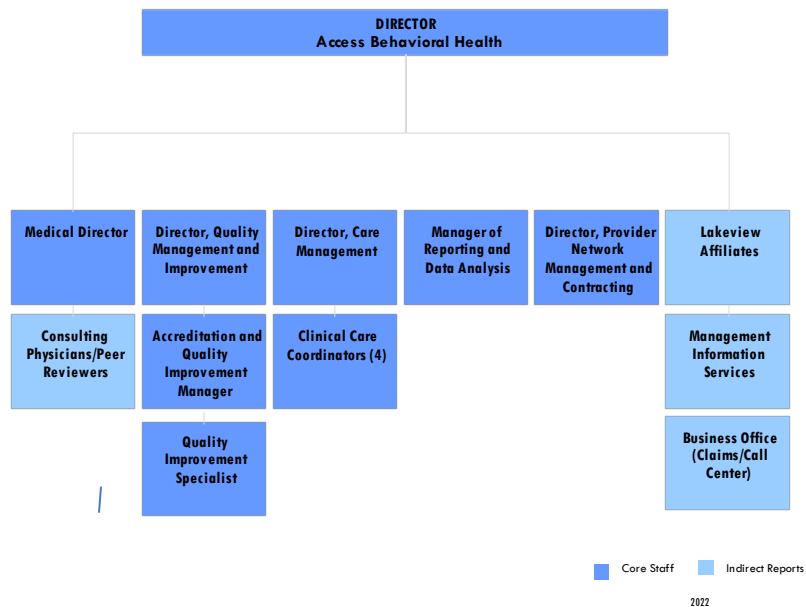 DIRECTOR
Access Behavioral Health
Medical Director
Director, Quality
Management and
Improvement
Director, Care
Management
Manager of
Reporting and
Data Analysis
Director, Provider
Network
Management and
Contracting
Lakeview
Affiliates
Consulting
Physicians/Peer
Reviewers
Accreditation and
Quality
Improvement
Manager
Clinical Care
Coordinators (4)
Management
Information
Services
Quality
Improvement
Specialist
Business Office
(Claims/Call
Center)
Core Staff
Indirect Reports
2022